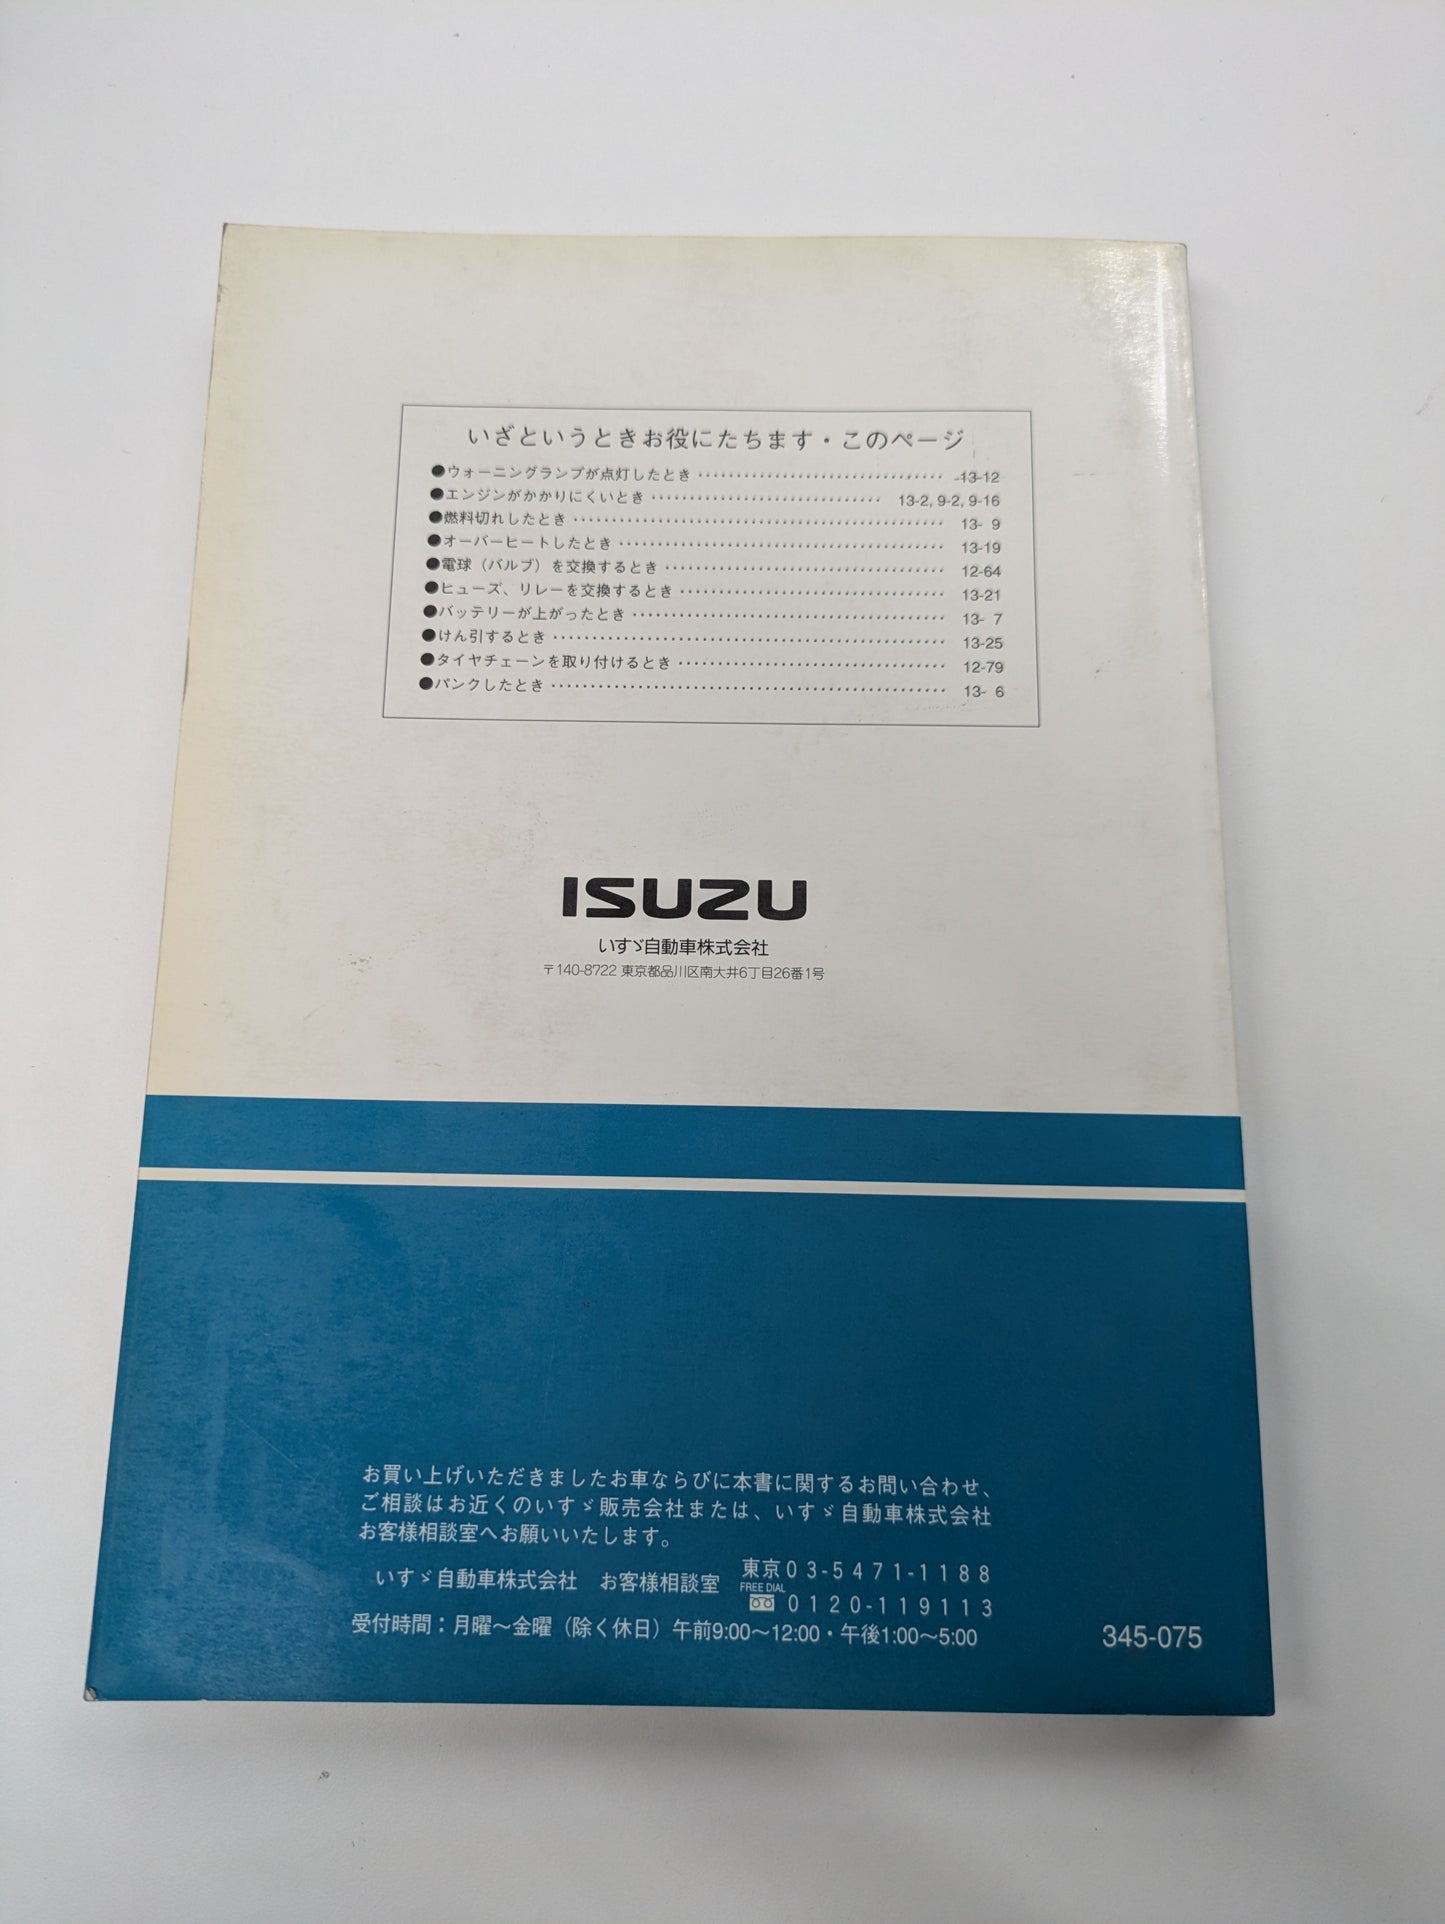 いざというときお役にたちます・このページ
●ウォーニングランプが点灯したとき 13-12
●エンジンがかかりにくいとき 13-2, 9-2, 9-16
●燃料切れしたとき 13- 9
●オーバーヒートしたとき 13-19
●電球（バルブ）を交換するとき 12-64
●ヒューズ、リレーを交換するとき 13-21
●バッテリーが上がったとき 13- 7
●けん引するとき 13-25
●タイヤチェーンを取り付けるとき 12-79
●パンクしたとき 13- 6
ISUZU
いすゞ自動車株式会社
〒140-8722 東京都品川区南大井6丁目26番1号
お買い上げいただきましたお車ならびに本書に関するお問い合わせ、
ご相談はお近くのいすゞ販売会社または、いすゞ自動車株式会社
お客様相談室へお願いいたします。
いすゞ自動車株式会社 お客様相談室 東京03-5471-1188
FREE DIAL 0120-119113
受付時間：月曜～金曜（除く休日）午前9:00～12:00・午後1:00～5:00
345-075